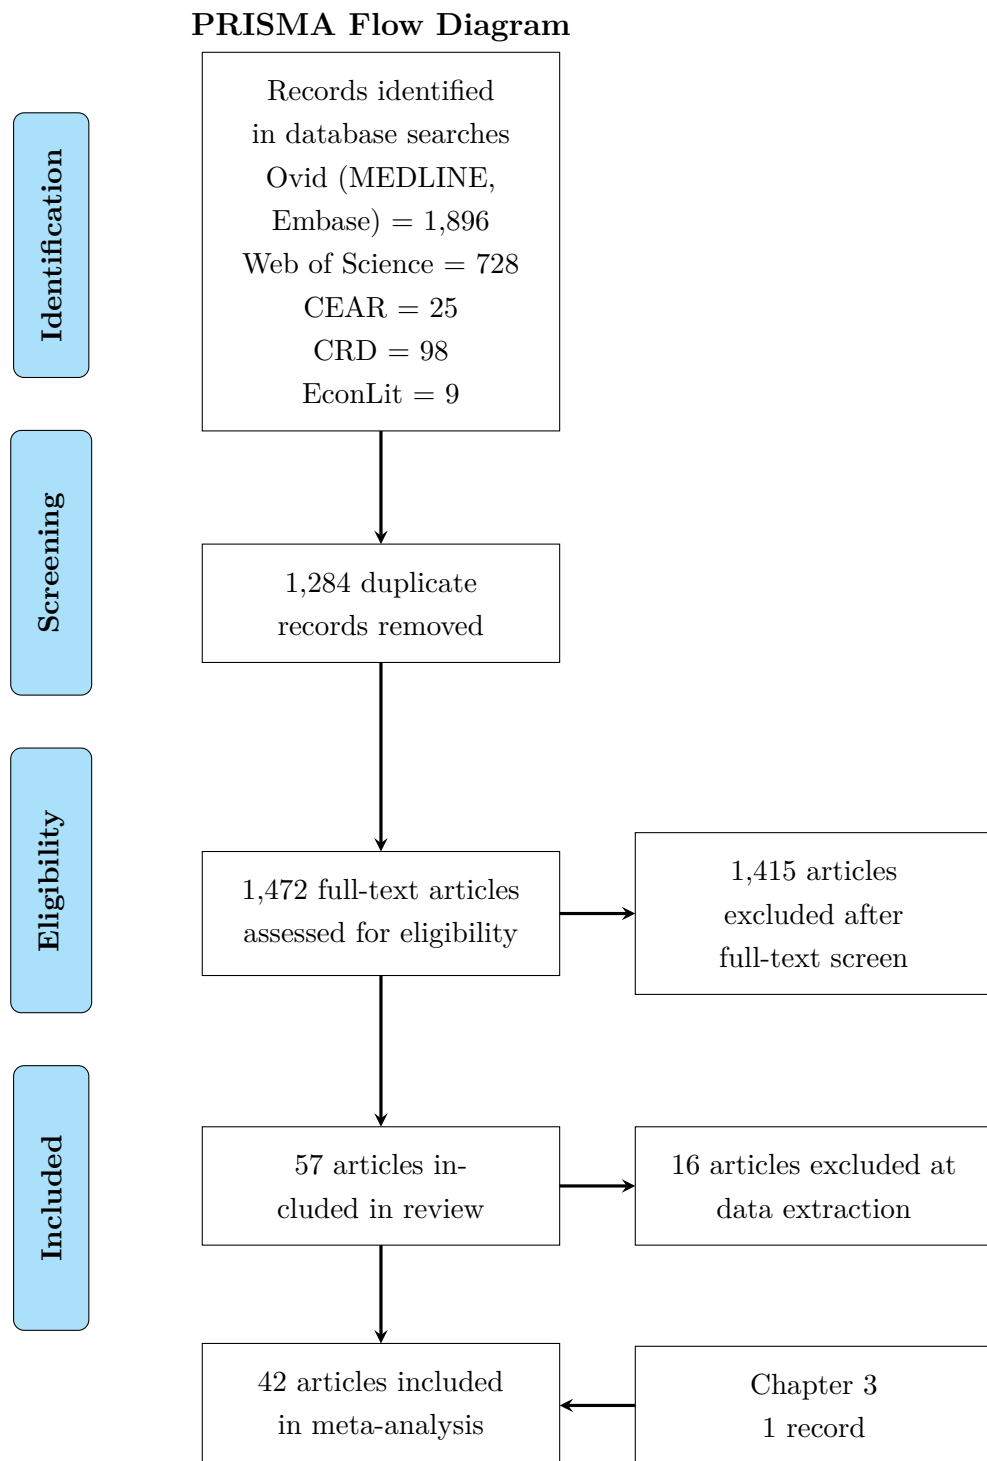 PRISMA Flow Diagram
Identification
Records identified
in database searches
Ovid (MEDLINE,
Embase) = 1,896
Web of Science = 728
CEAR = 25
CRD = 98
EconLit = 9
Screening
1,284 duplicate
records removed
Eligibility
1,472 full-text articles
assessed for eligibility
1,415 articles
excluded after
full-text screen
Included
57 articles in-
cluded in review
16 articles excluded at
data extraction
42 articles included
in meta-analysis
Chapter 3
1 record